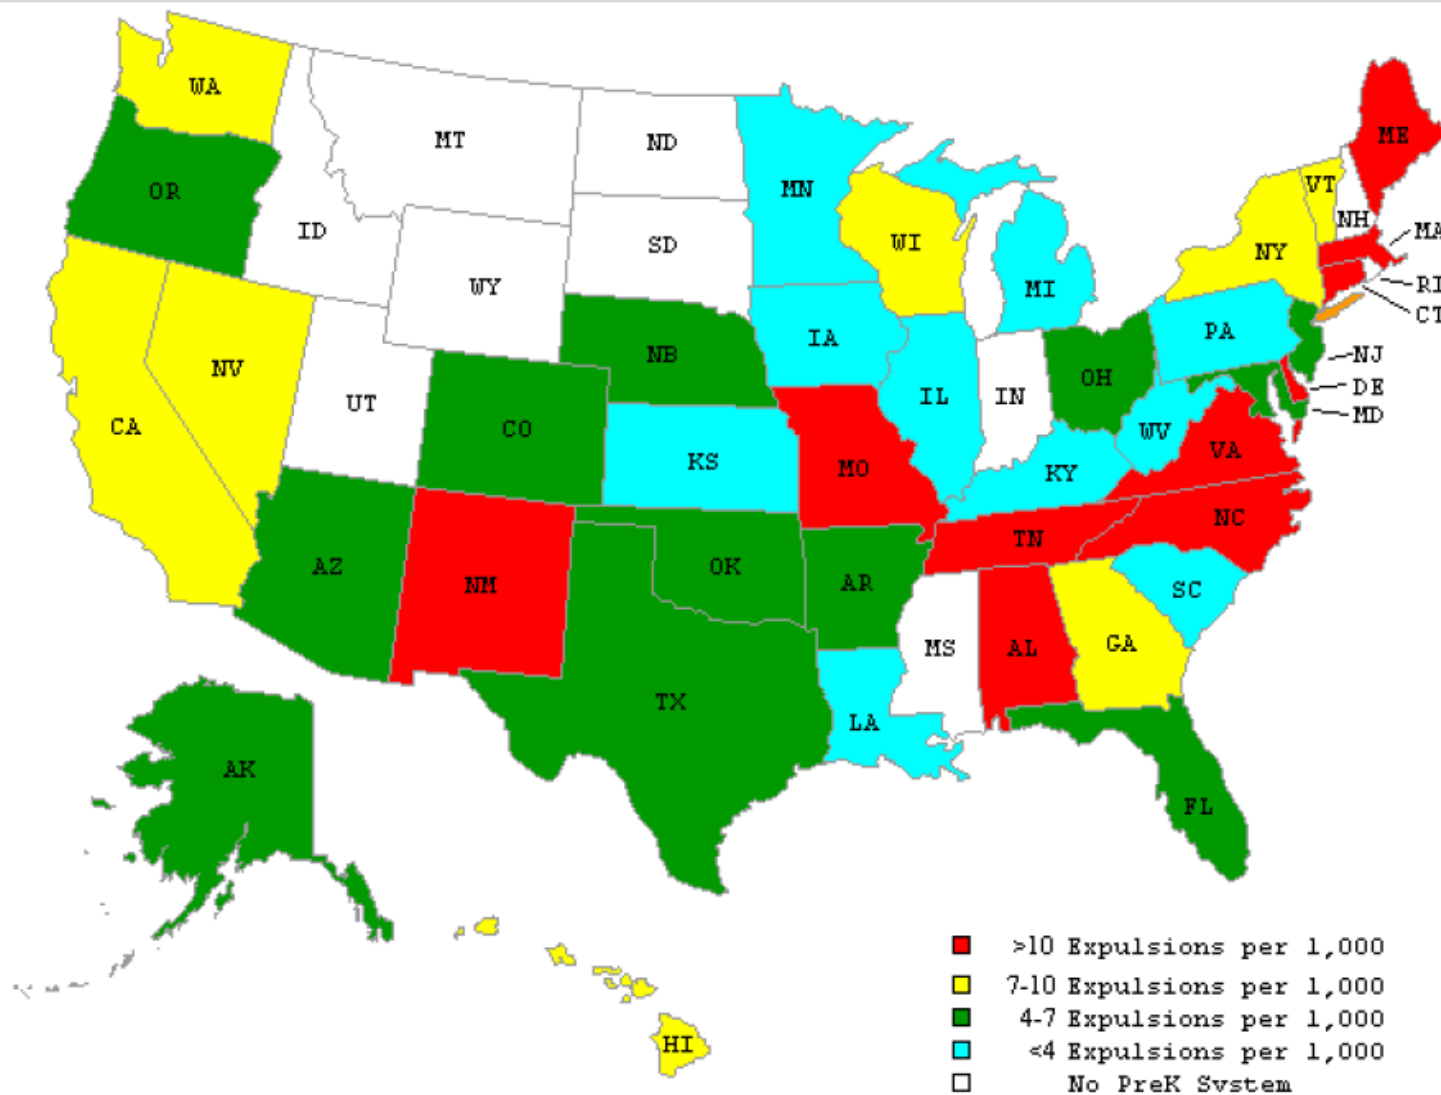 WA
OR
MT
ND
MN
ID
SD
WI
WY
MI
ME
VT
NH
MA
NY
RI
CT
NV
UT
CO
NB
IA
PA
NJ
DE
MD
CA
KS
MO
IL
IN
OH
WV
KY
VA
AZ
NM
OK
AR
TN
NC
SC
TX
LA
MS
AL
GA
AK
FL
HI
>10 Expulsions per 1,000
7-10 Expulsions per 1,000
4-7 Expulsions per 1,000
<4 Expulsions per 1,000
No PreK System